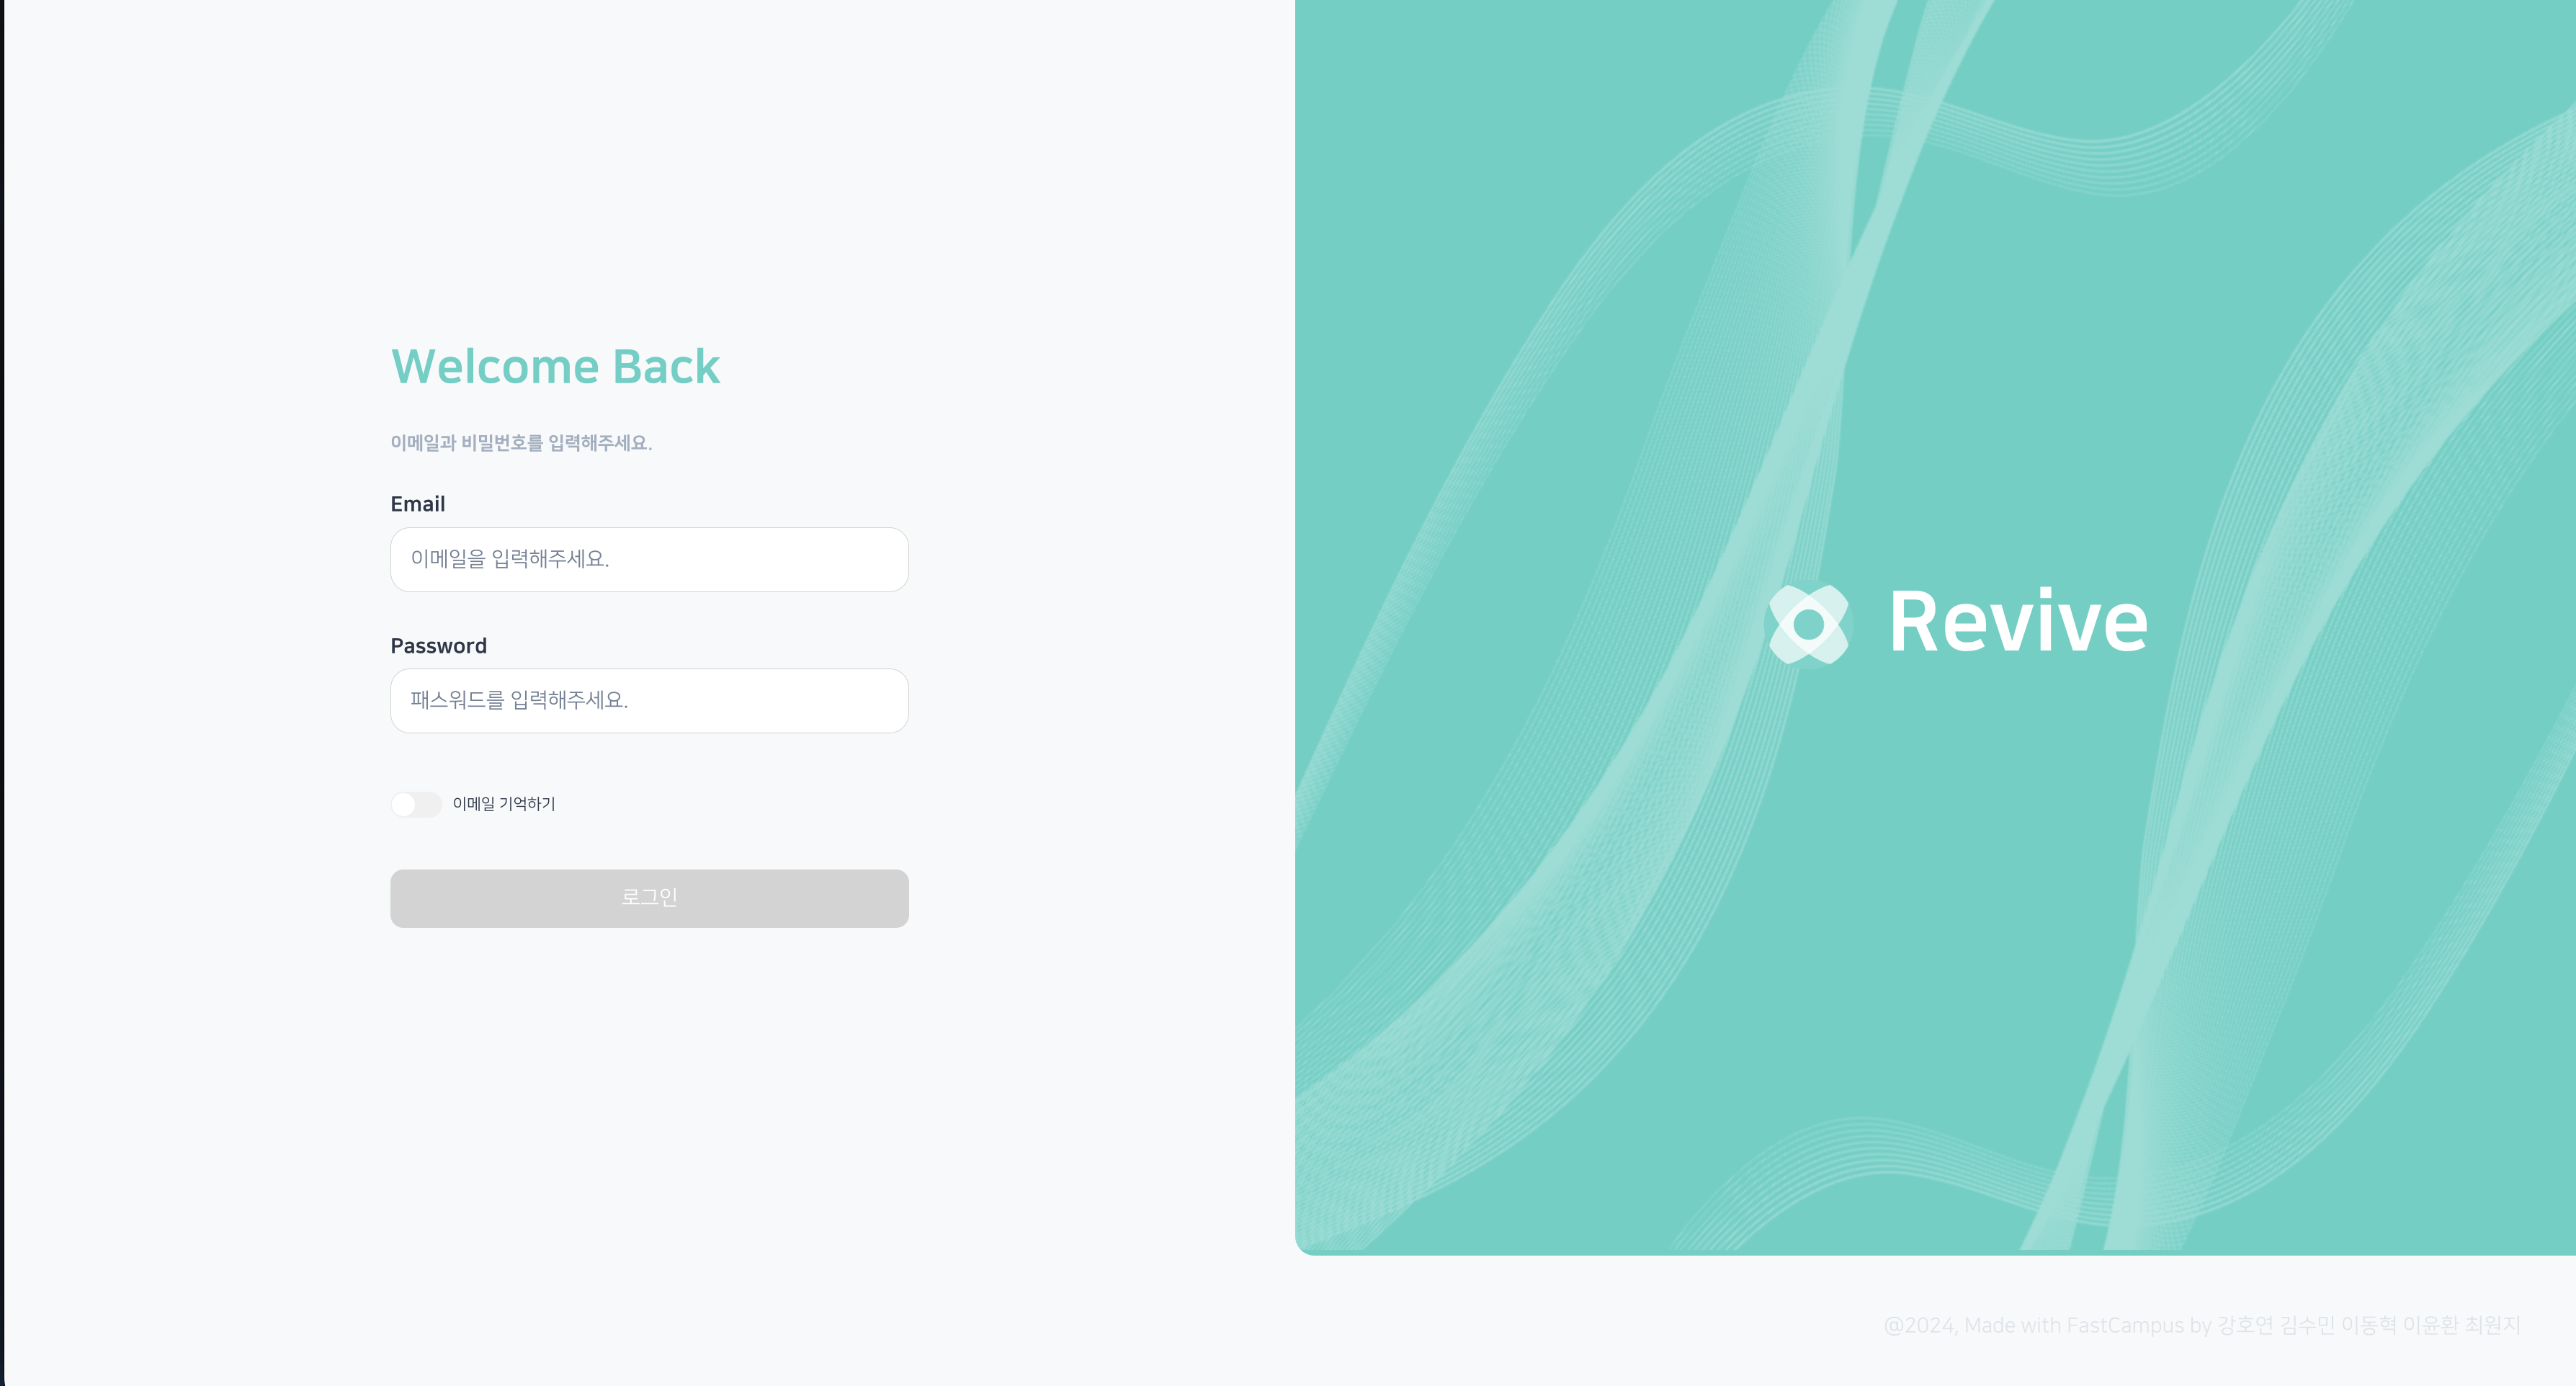 Welcome Back
이메일과 비밀번호를 입력해주세요.
Email
이메일을 입력해주세요.
Password
패스워드를 입력해주세요.
이메일 기억하기
로그인
Revive
@2024, Made with FastCampus by 강호연 김수민 이동혁 이윤환 최원지